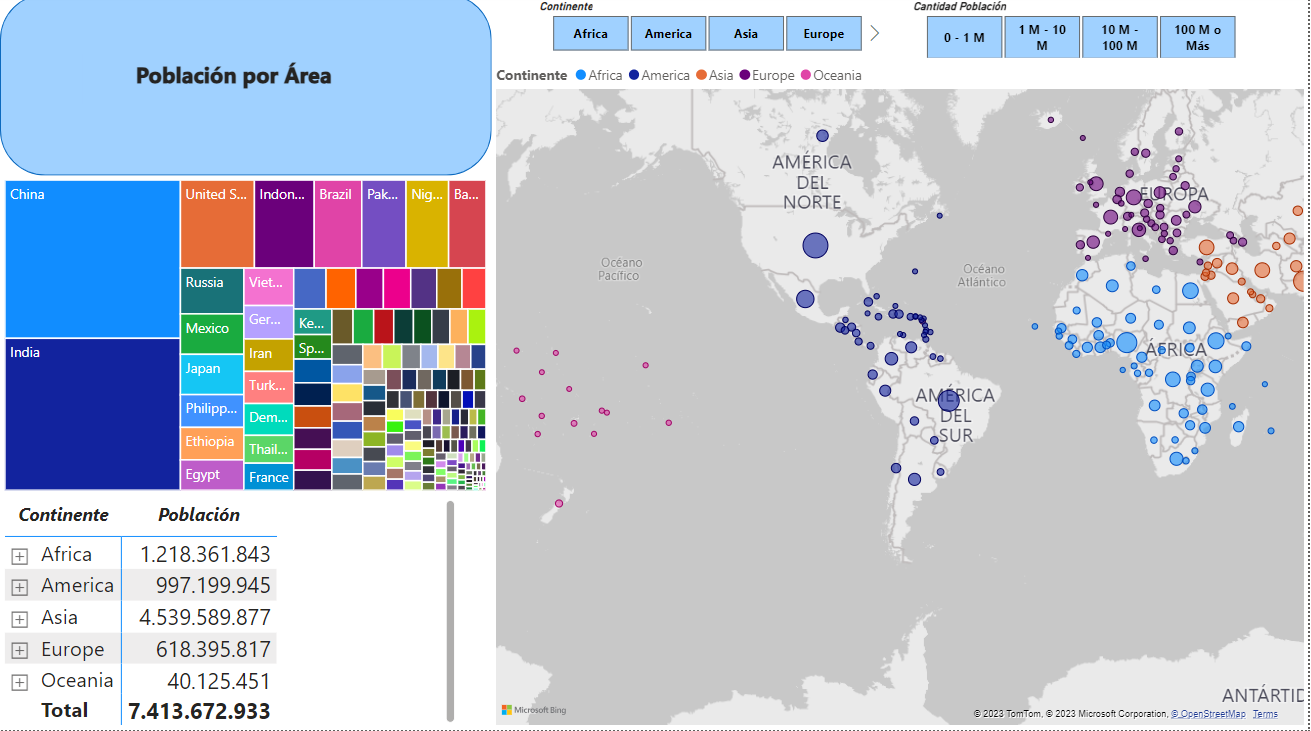 Población por Área
Continente
Africa
America
Asia
Europe
Cantidad Población
0 - 1 M
1 M - 10
M
10 M -
100 M
100 M o
Más
Continente Africa America Asia Europe Oceania
China
India
United S...
Indon...
Brazil
Pak...
Nig...
Ba...
Russia
Mexico
Japan
Philipp...
Ethiopia
Egypt
Viet...
Ger...
Iran
Turk...
Dem...
Thail...
France
Ke...
Sp...
Continente Población
Africa 1.218.361.843
America 997.199.945
Asia 4.539.589.877
Europe 618.395.817
Oceania 40.125.451
Total 7.413.672.933
AMÉRICA
DEL
NORTE
EUROPA
Océano
Pacífico
Océano
Atlántico
ÁFRICA
AMÉRICA
DEL
SUR
ANTÁRTID
Microsoft Bing
© 2023 TomTom, © 2023 Microsoft Corporation, © OpenStreetMap Terms